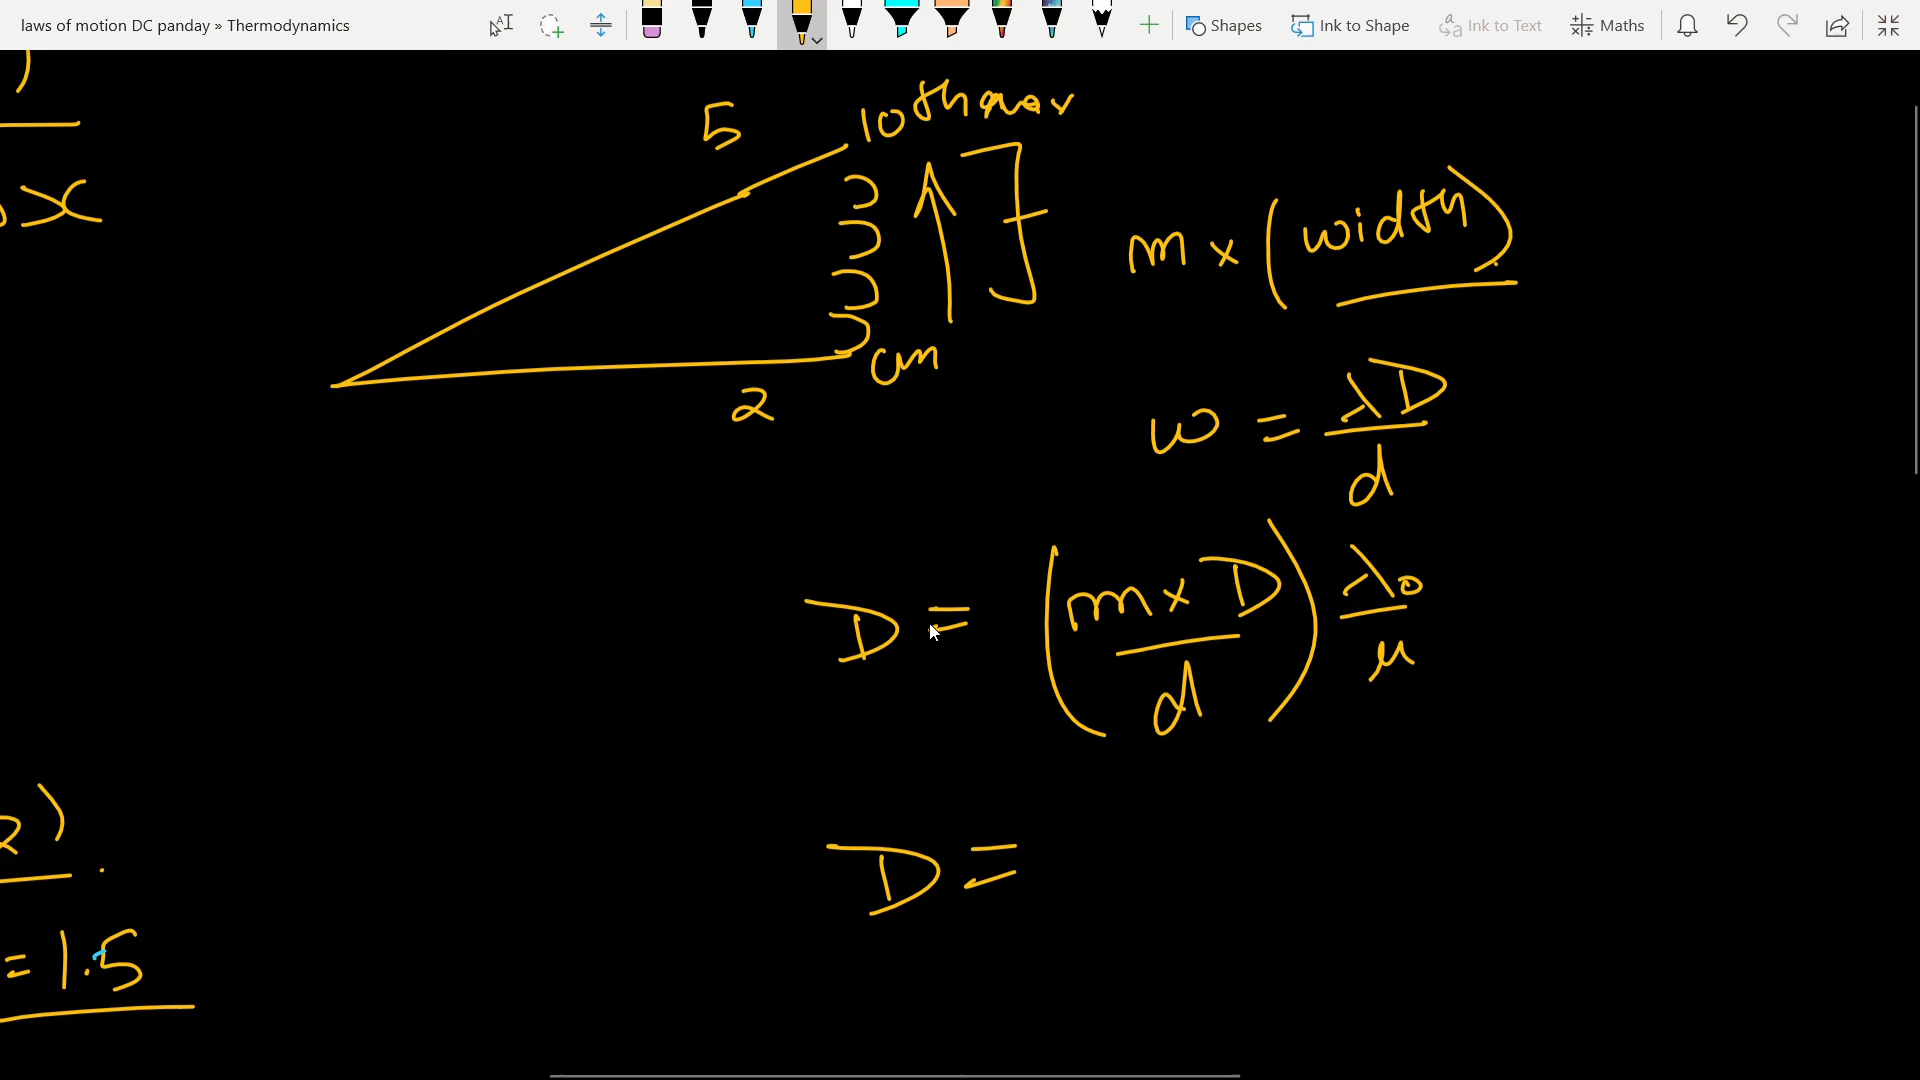 laws of motion DC panday » Thermodynamics
Shapes
Ink to Shape
Ink to Text
Maths
)
x
5
10th max
m × (width)
cm
2
w = λD/d
D = (m × D/d) λ₀/μ
2)
.
D =
= 1.5